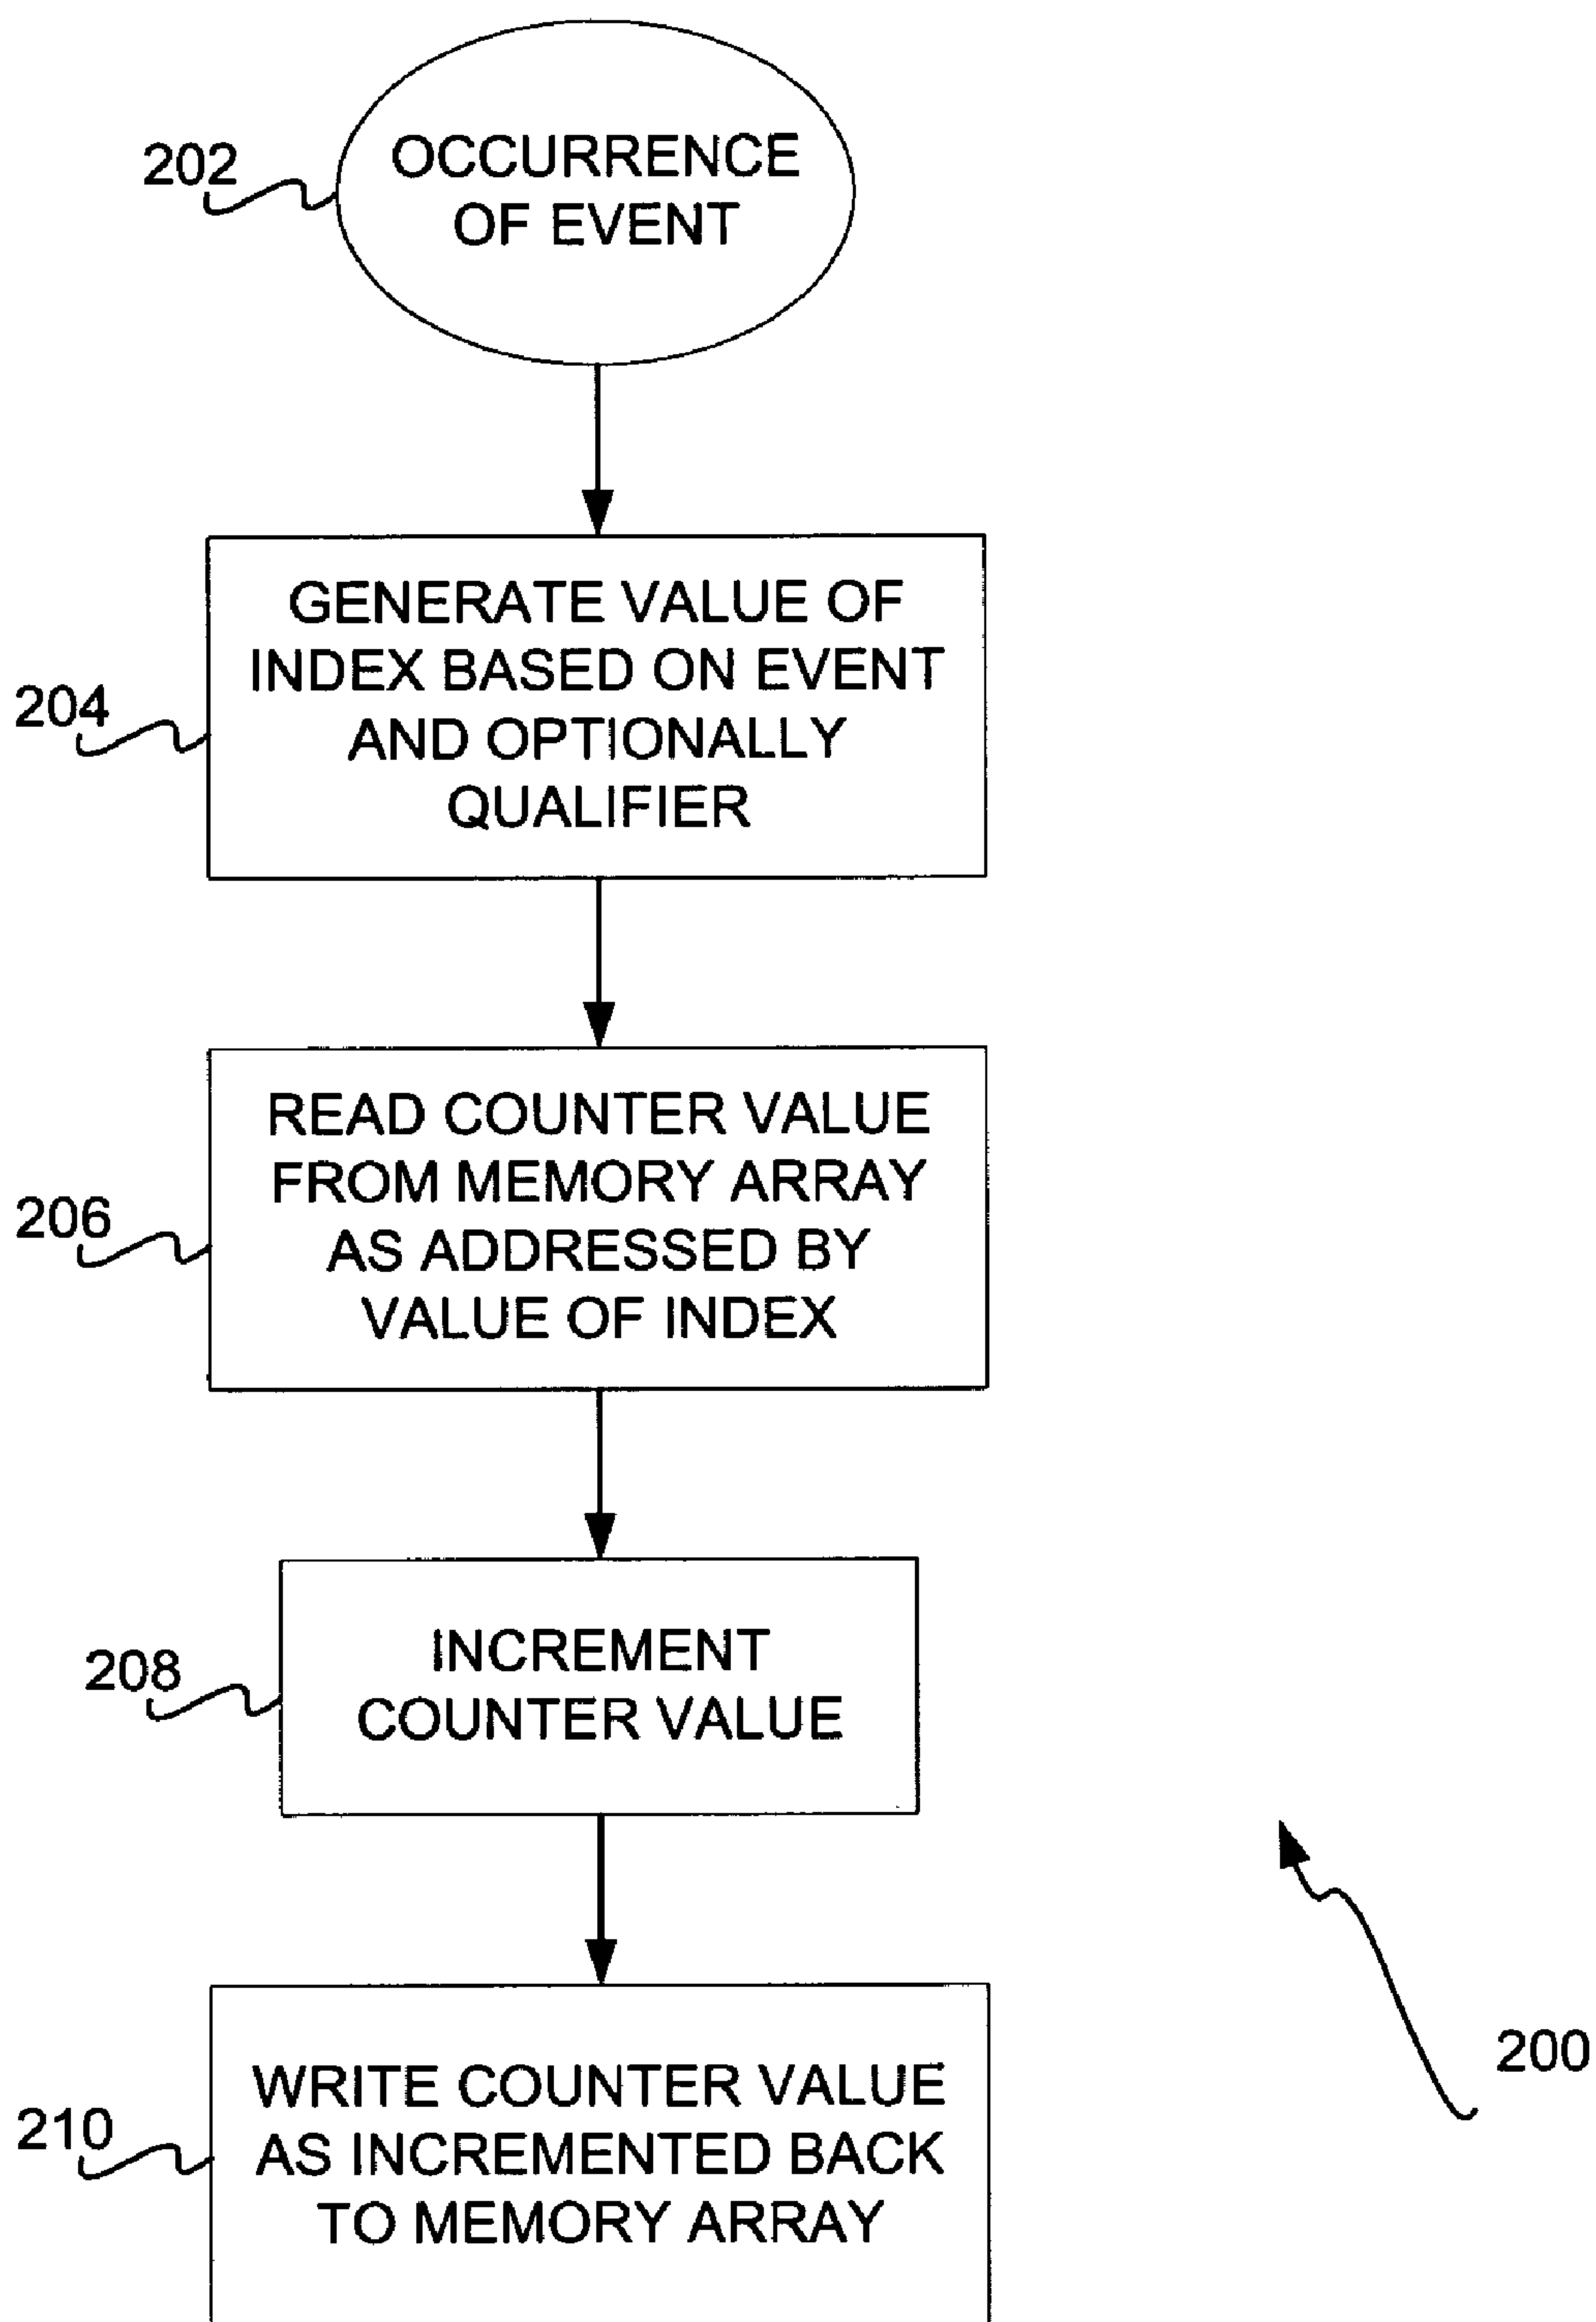 202
OCCURRENCE
OF EVENT
204
GENERATE VALUE OF
INDEX BASED ON EVENT
AND OPTIONALLY
QUALIFIER
206
READ COUNTER VALUE
FROM MEMORY ARRAY
AS ADDRESSED BY
VALUE OF INDEX
208
INCREMENT
COUNTER VALUE
210
WRITE COUNTER VALUE
AS INCREMENTED BACK
TO MEMORY ARRAY
200